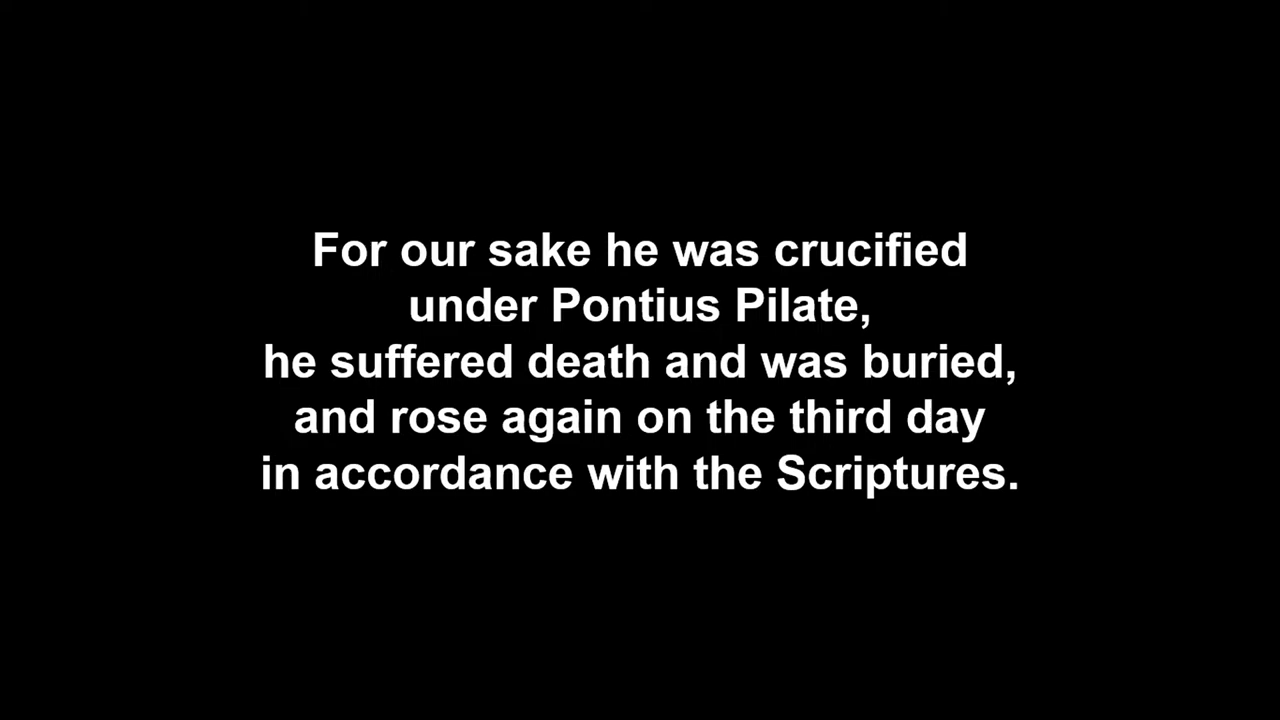 For our sake he was crucified
under Pontius Pilate,
he suffered death and was buried,
and rose again on the third day
in accordance with the Scriptures.